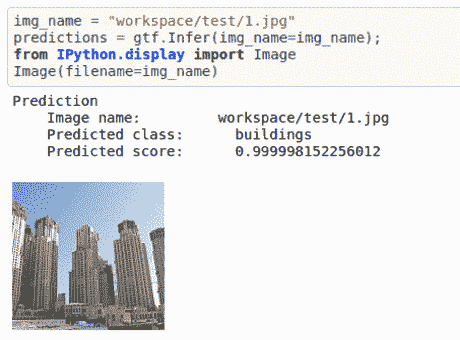 img_name = "workspace/test/1.jpg"
predictions = gtf.Infer(img_name=img_name);
from IPython.display import Image
Image(filename=img_name)
Prediction
Image name: workspace/test/1.jpg
Predicted class: buildings
Predicted score: 0.999998152256012